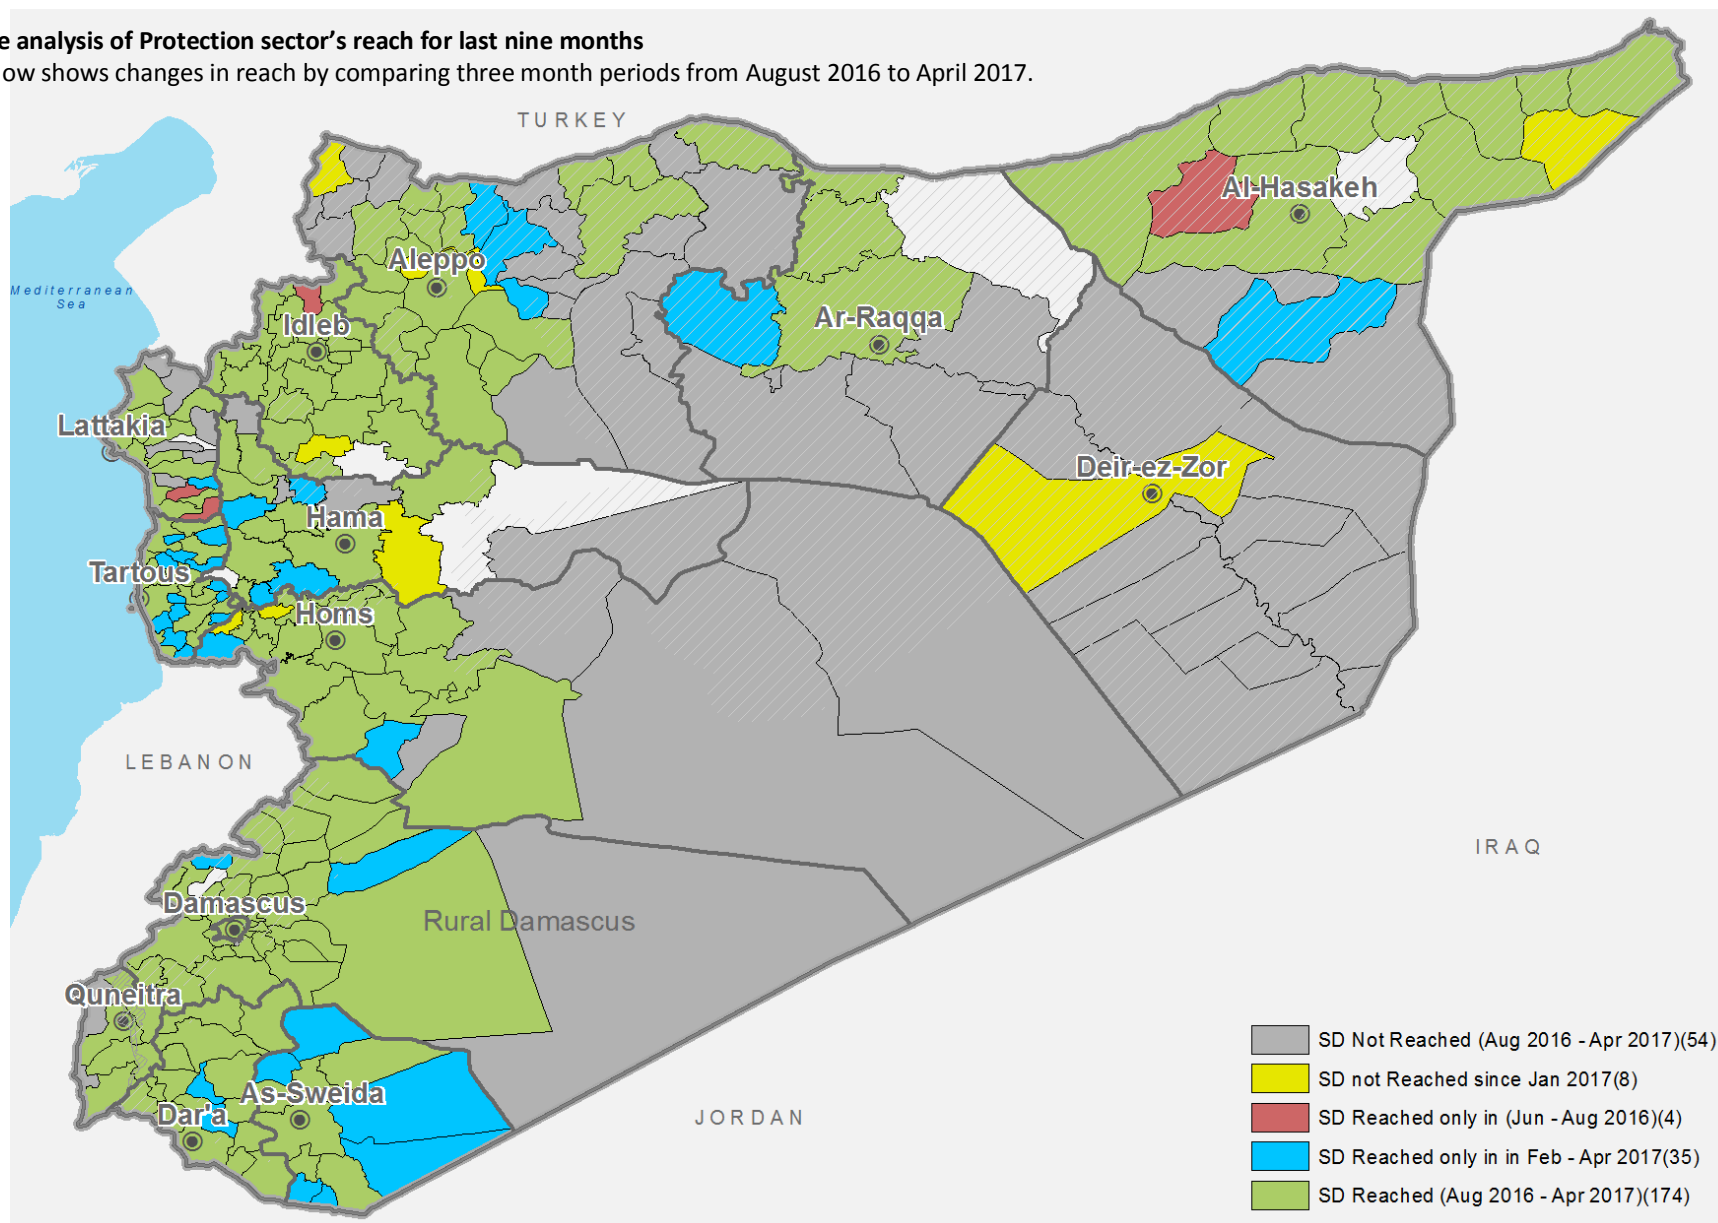 e analysis of Protection sector’s reach for last nine months
ow shows changes in reach by comparing three month periods from August 2016 to April 2017.
TURKEY
Al-Hasakeh
Aleppo
Mediterranean
Sea
Idleb
Ar-Raqqa
Lattakia
Deir-ez-Zor
Hama
Tartous
Homs
LEBANON
IRAQ
Damascus
Rural Damascus
Quneitra
As-Sweida
Dar'a
JORDAN
SD Not Reached (Aug 2016 - Apr 2017)(54)
SD not Reached since Jan 2017(8)
SD Reached only in (Jun - Aug 2016)(4)
SD Reached only in in Feb - Apr 2017(35)
SD Reached (Aug 2016 - Apr 2017)(174)